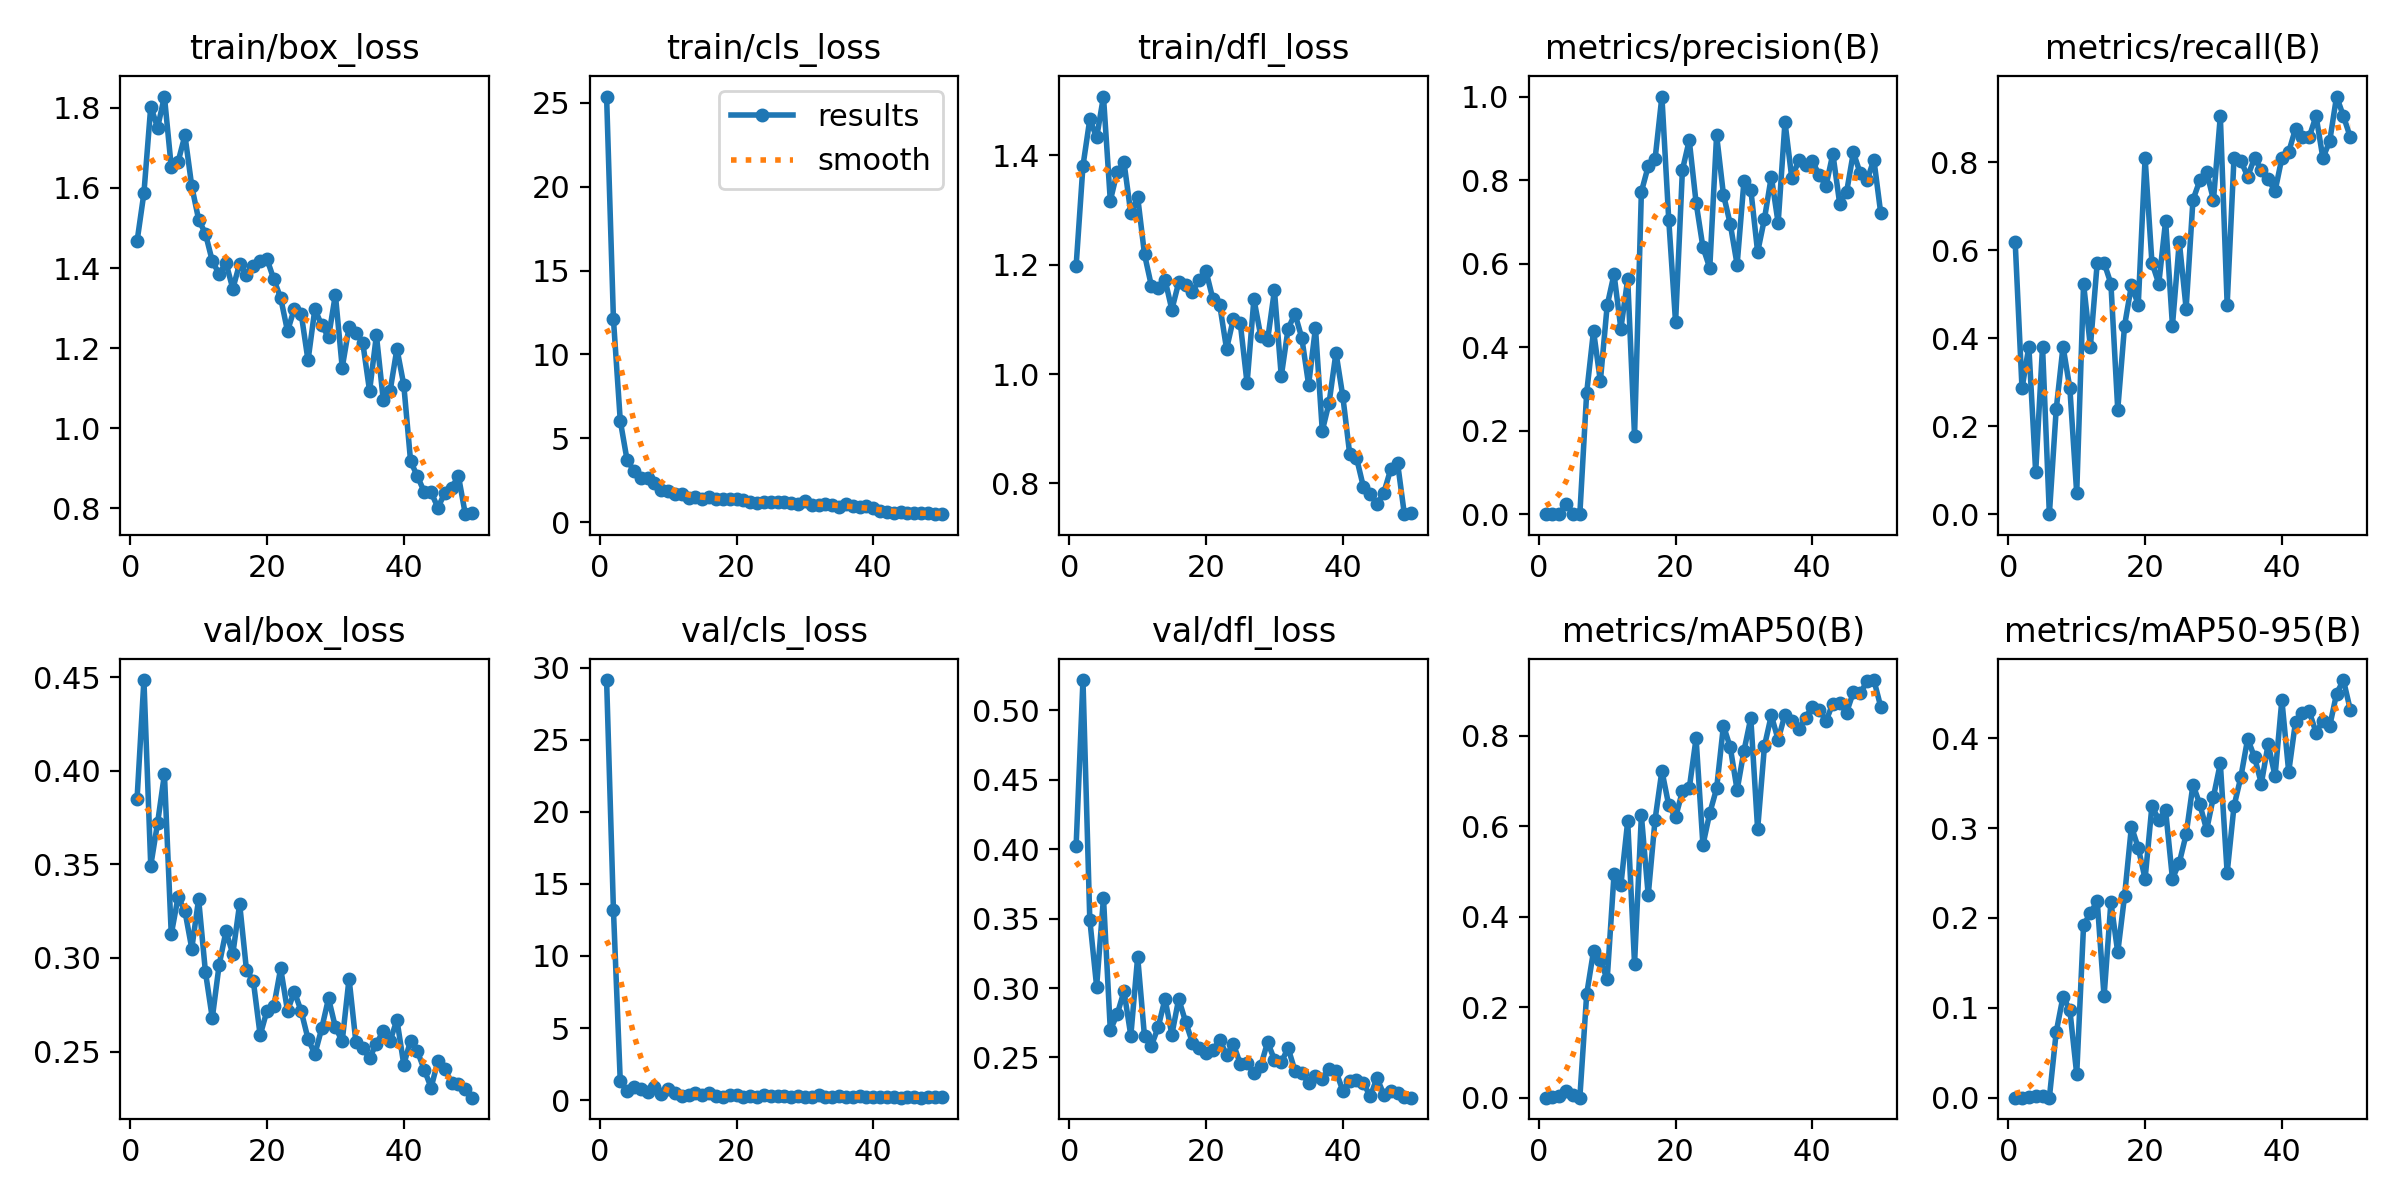 train/box_loss
train/cls_loss
train/dfl_loss
metrics/precision(B)
metrics/recall(B)
1.8
1.6
1.4
1.2
1.0
0.8
0 20 40
25
20
15
10
5
0
results
smooth
0 20 40
1.4
1.2
1.0
0.8
0 20 40
1.0
0.8
0.6
0.4
0.2
0.0
0 20 40
0.8
0.6
0.4
0.2
0.0
0 20 40
val/box_loss
val/cls_loss
val/dfl_loss
metrics/mAP50(B)
metrics/mAP50-95(B)
0.45
0.40
0.35
0.30
0.25
0 20 40
30
25
20
15
10
5
0
0 20 40
0.50
0.45
0.40
0.35
0.30
0.25
0 20 40
0.8
0.6
0.4
0.2
0.0
0 20 40
0.4
0.3
0.2
0.1
0.0
0 20 40